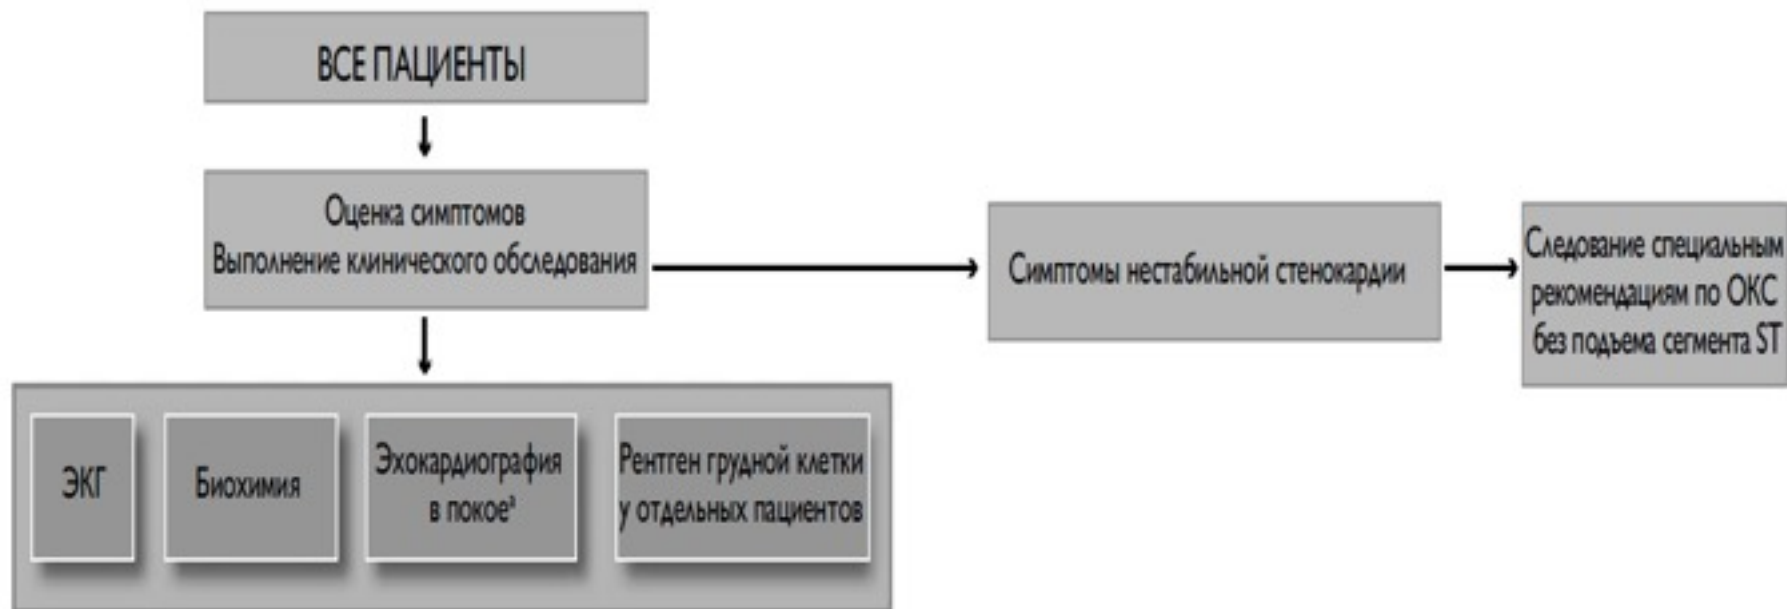 ВСЕ ПАЦИЕНТЫ
Оценка симптомов
Выполнение клинического обследования
Симптомы нестабильной стенокардии
Следование специальным
рекомендациям по ОКС
без подъема сегмента ST
ЭКГ
Биохимия
Эхокардиография
в покоеᵃ
Рентген грудной клетки
у отдельных пациентов